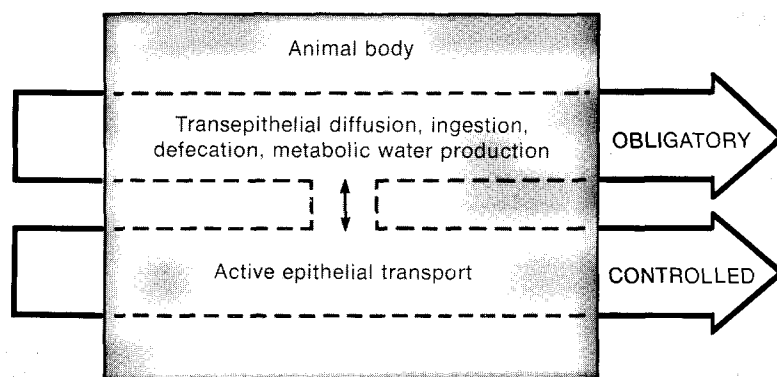 Animal body
Transepithelial diffusion, ingestion,
defecation, metabolic water production
OBLIGATORY
Active epithelial transport
CONTROLLED